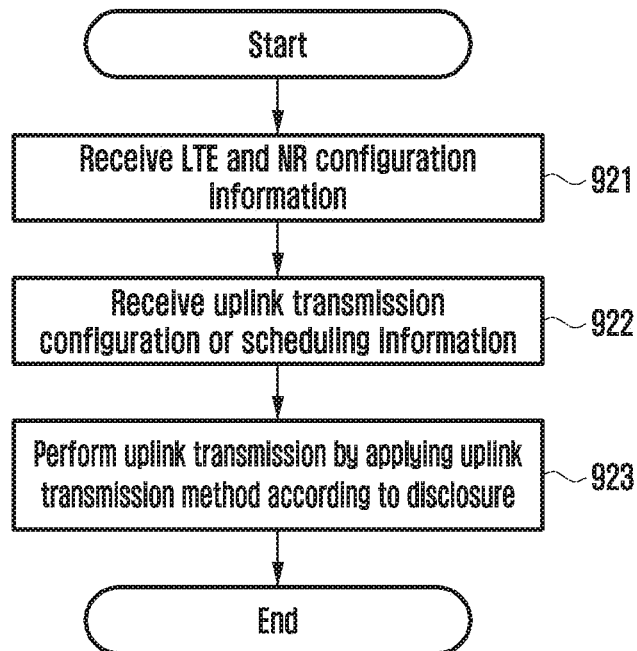 Start
Receive LTE and NR configuration
information
921
Receive uplink transmission
configuration or scheduling information
922
Perform uplink transmission by applying uplink
transmission method according to disclosure
923
End